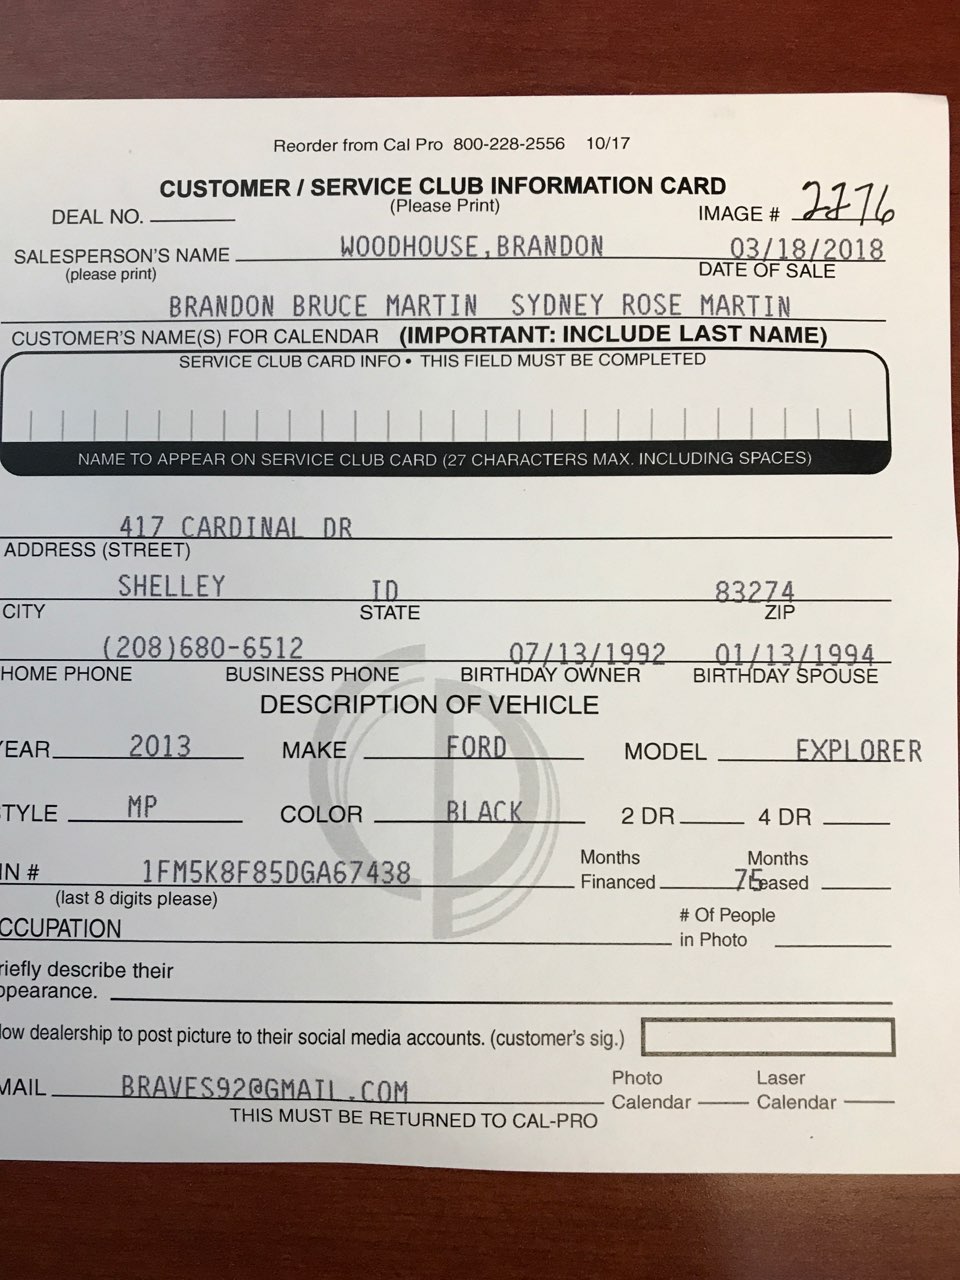 Reorder from Cal Pro 800-228-2556 10/17
CUSTOMER / SERVICE CLUB INFORMATION CARD
(Please Print)
DEAL NO. IMAGE # 2276
SALESPERSON'S NAME WOODHOUSE,BRANDON 03/18/2018
(please print) DATE OF SALE
BRANDON BRUCE MARTIN SYDNEY ROSE MARTIN
CUSTOMER'S NAME(S) FOR CALENDAR (IMPORTANT: INCLUDE LAST NAME)
SERVICE CLUB CARD INFO • THIS FIELD MUST BE COMPLETED
NAME TO APPEAR ON SERVICE CLUB CARD (27 CHARACTERS MAX. INCLUDING SPACES)
417 CARDINAL DR
ADDRESS (STREET)
SHELLEY ID 83274
CITY STATE ZIP
(208)680-6512 07/13/1992 01/13/1994
HOME PHONE BUSINESS PHONE BIRTHDAY OWNER BIRTHDAY SPOUSE
DESCRIPTION OF VEHICLE
YEAR 2013 MAKE FORD MODEL EXPLORER
TYLE MP COLOR BLACK 2 DR 4 DR
IN # 1FM5K8F85DGA67438 Months Financed 75 Months Leased
(last 8 digits please)
CCUPATION # Of People in Photo
riefly describe their
ppearance.
low dealership to post picture to their social media accounts. (customer's sig.)
MAIL BRAVES92@GMAIL.COM Photo Calendar Laser Calendar
THIS MUST BE RETURNED TO CAL-PRO